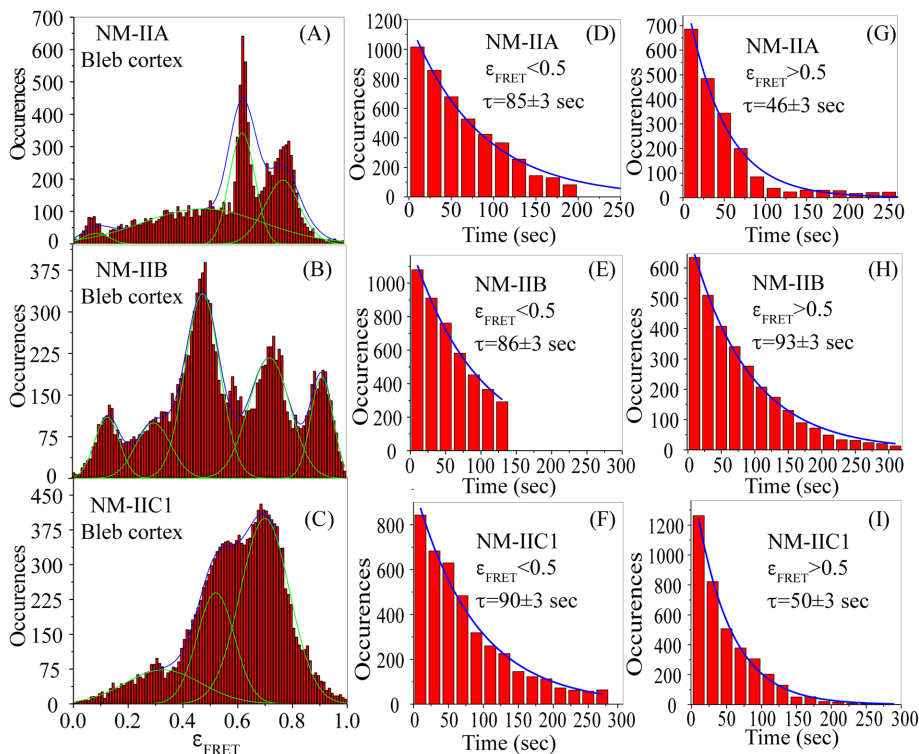 NM-IIA
Bleb cortex
(A)
Occurences
700
600
500
400
300
200
100
0
NM-IIB
Bleb cortex
(B)
Occurences
375
300
225
150
75
0
NM-IIC1
Bleb cortex
(C)
Occurences
450
375
300
225
150
75
0
0.0 0.2 0.4 0.6 0.8 1.0
εFRET
(D)
NM-IIA
εFRET<0.5
τ=85±3 sec
Occurences
1200
1000
800
600
400
200
0
0 50 100 150 200 250
Time (sec)
(E)
NM-IIB
εFRET<0.5
τ=86±3 sec
Occurences
1000
800
600
400
200
0
0 50 100 150 200 250 300
Time (sec)
(F)
NM-IIC1
εFRET<0.5
τ=90±3 sec
Occurences
800
600
400
200
0
0 50 100 150 200 250 300
Time (sec)
(G)
NM-IIA
εFRET>0.5
τ=46±3 sec
Occurences
700
600
500
400
300
200
100
0
0 50 100 150 200 250
Time (sec)
(H)
NM-IIB
εFRET>0.5
τ=93±3 sec
Occurences
600
500
400
300
200
100
0
0 50 100 150 200 250 300
Time (sec)
(I)
NM-IIC1
εFRET>0.5
τ=50±3 sec
Occurences
1200
1000
800
600
400
200
0
0 50 100 150 200 250 300
Time (sec)